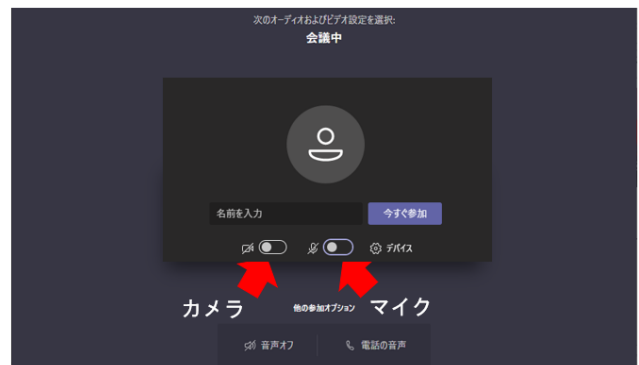 次のオーディオおよびビデオ設定を選択:
会議中
名前を入力
今すぐ参加
デバイス
カメラ
他の参加オプション
マイク
音声オフ
電話の音声